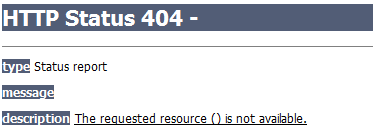 HTTP Status 404 -
type Status report
message
description The requested resource () is not available.